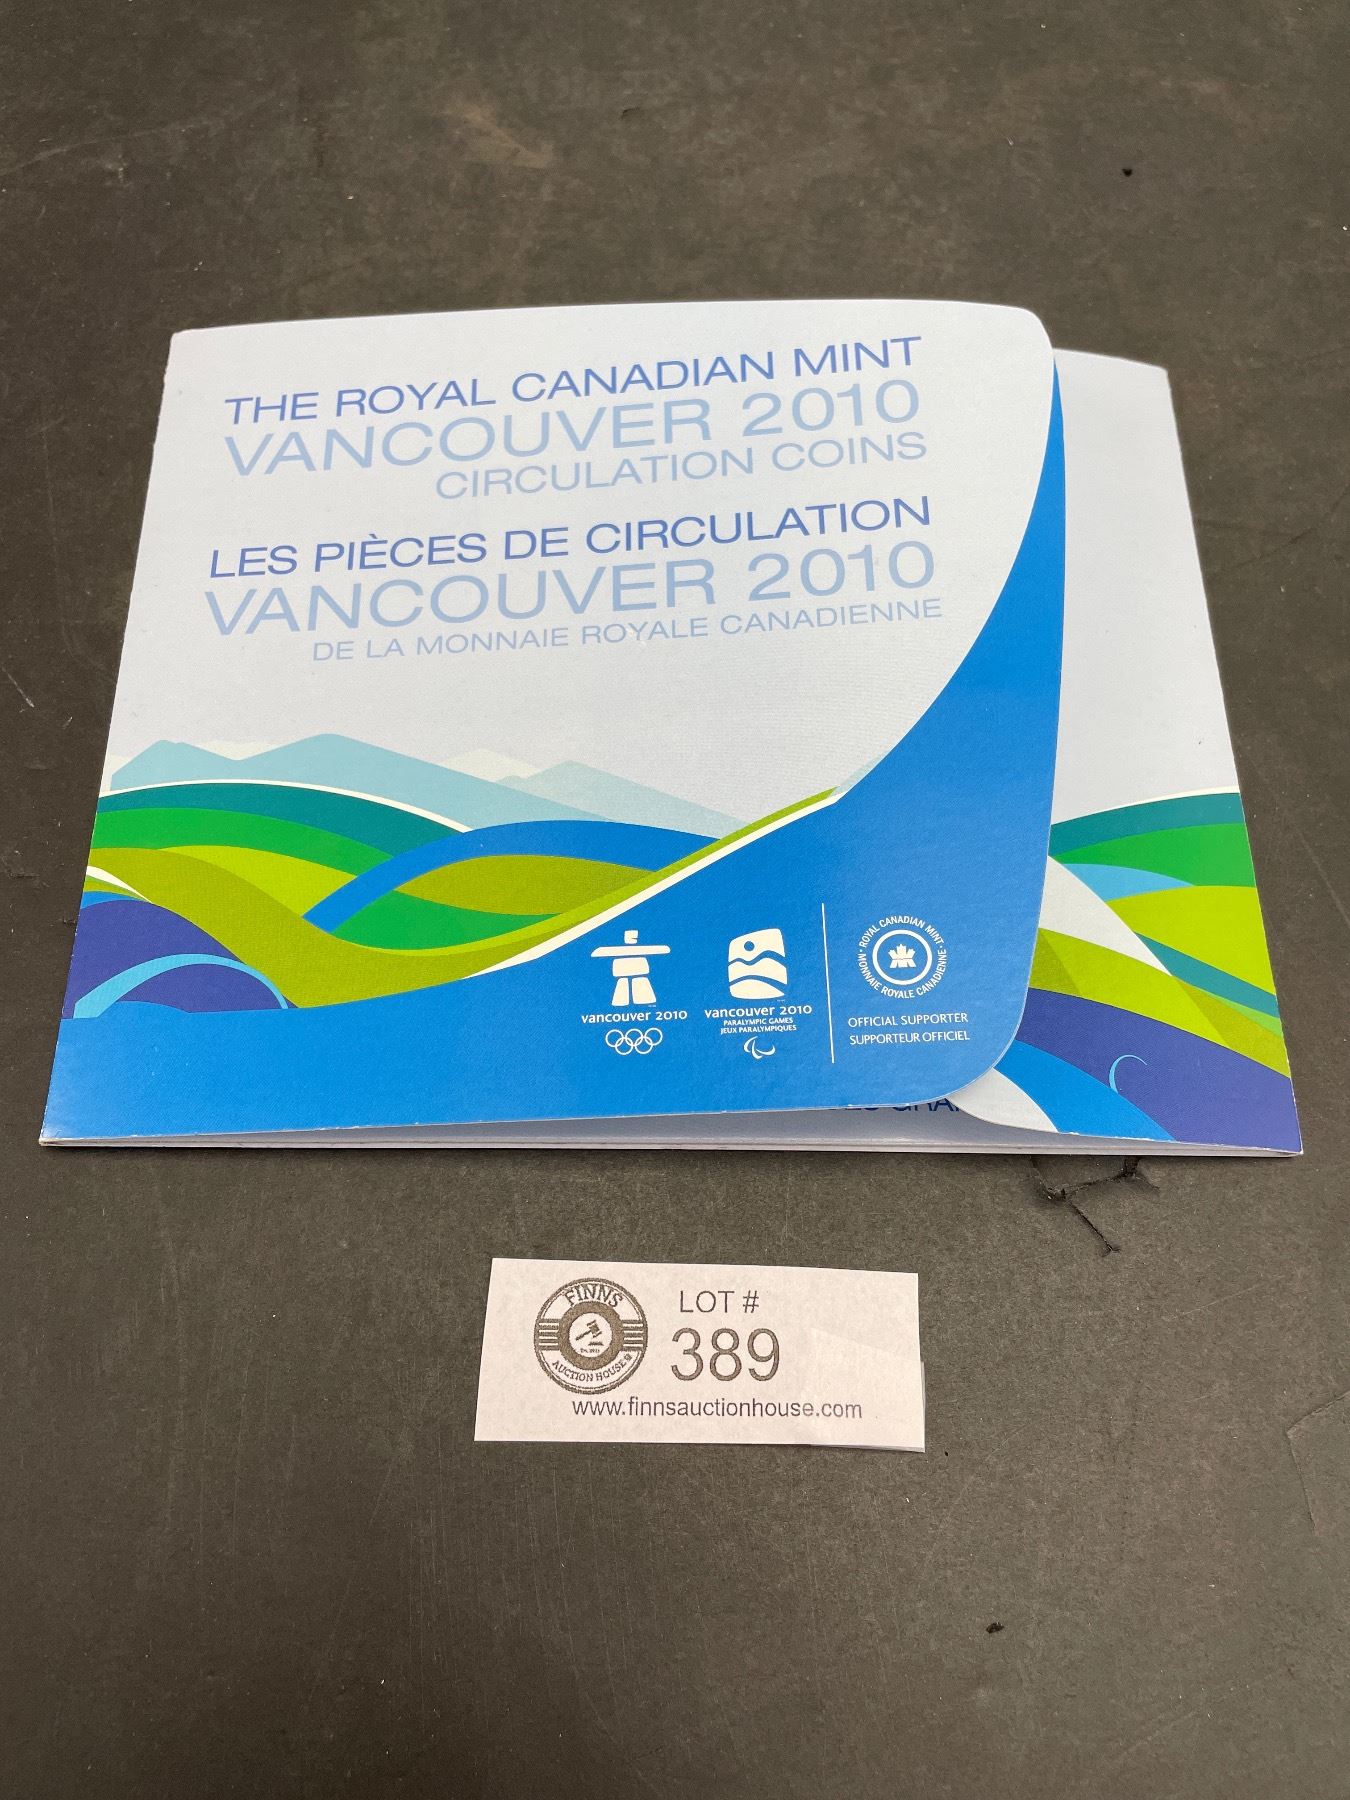 THE ROYAL CANADIAN MINT
VANCOUVER 2010
CIRCULATION COINS
LES PIÈCES DE CIRCULATION
VANCOUVER 2010
DE LA MONNAIE ROYALE CANADIENNE
vancouver 2010
vancouver 2010
PARALYMPIC GAMES
JEUX PARALYMPIQUES
ROYAL CANADIAN MINT
MONNAIE ROYALE CANADIENNE
OFFICIAL SUPPORTER
SUPPORTEUR OFFICIEL
FINNS
AUCTION HOUSE
LOT #
389
www.finnsauctionhouse.com